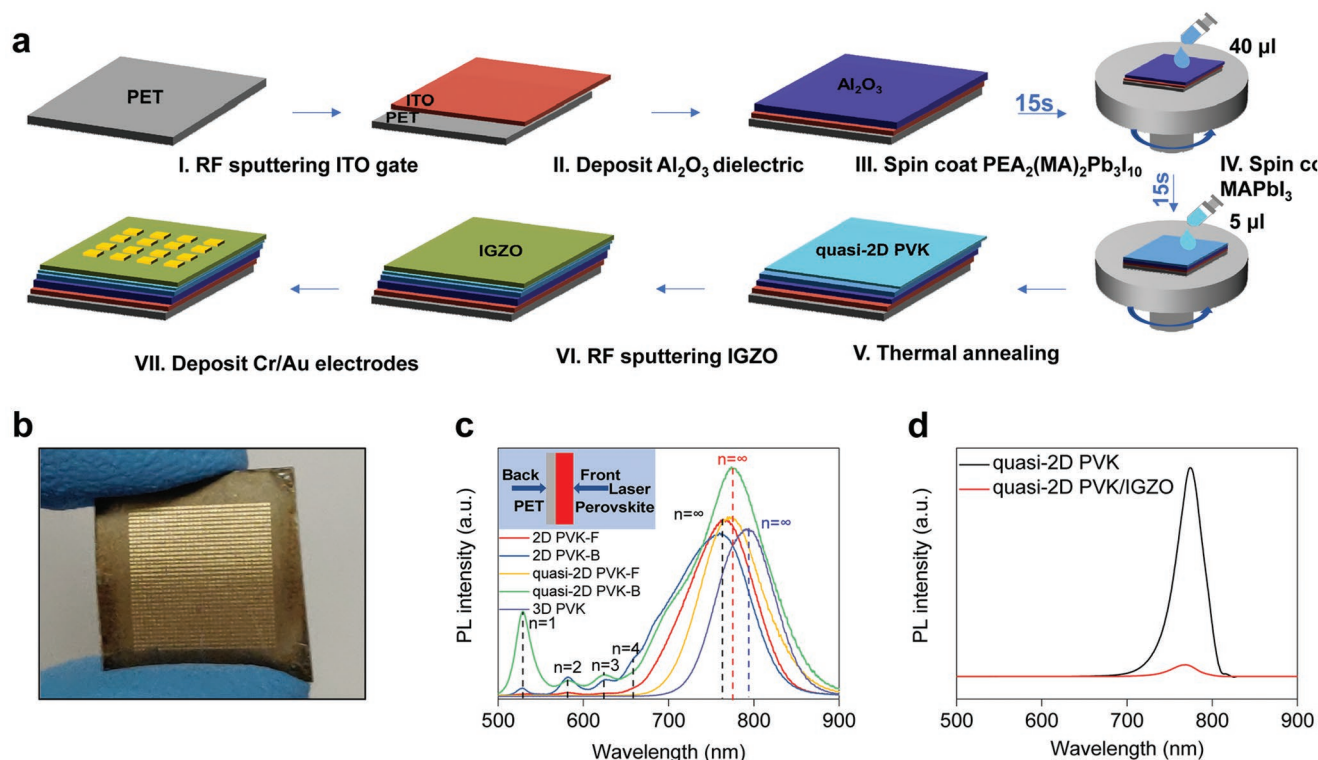 a
PET
ITO
PET
Al₂O₃
15s
40 µl
I. RF sputtering ITO gate
II. Deposit Al₂O₃ dielectric
III. Spin coat PEA₂(MA)₂Pb₃I₁₀
IV. Spin co
MAPbI₃
15s
5 µl
IGZO
quasi-2D PVK
VII. Deposit Cr/Au electrodes
VI. RF sputtering IGZO
V. Thermal annealing
b
c
PL intensity (a.u.)
Back
Front
Laser
PET
Perovskite
2D PVK-F
2D PVK-B
quasi-2D PVK-F
quasi-2D PVK-B
3D PVK
n=1
n=2
n=3
n=4
n=∞
n=∞
n=∞
500 600 700 800 900
Wavelength (nm)
d
PL intensity (a.u.)
quasi-2D PVK
quasi-2D PVK/IGZO
500 600 700 800 900
Wavelength (nm)